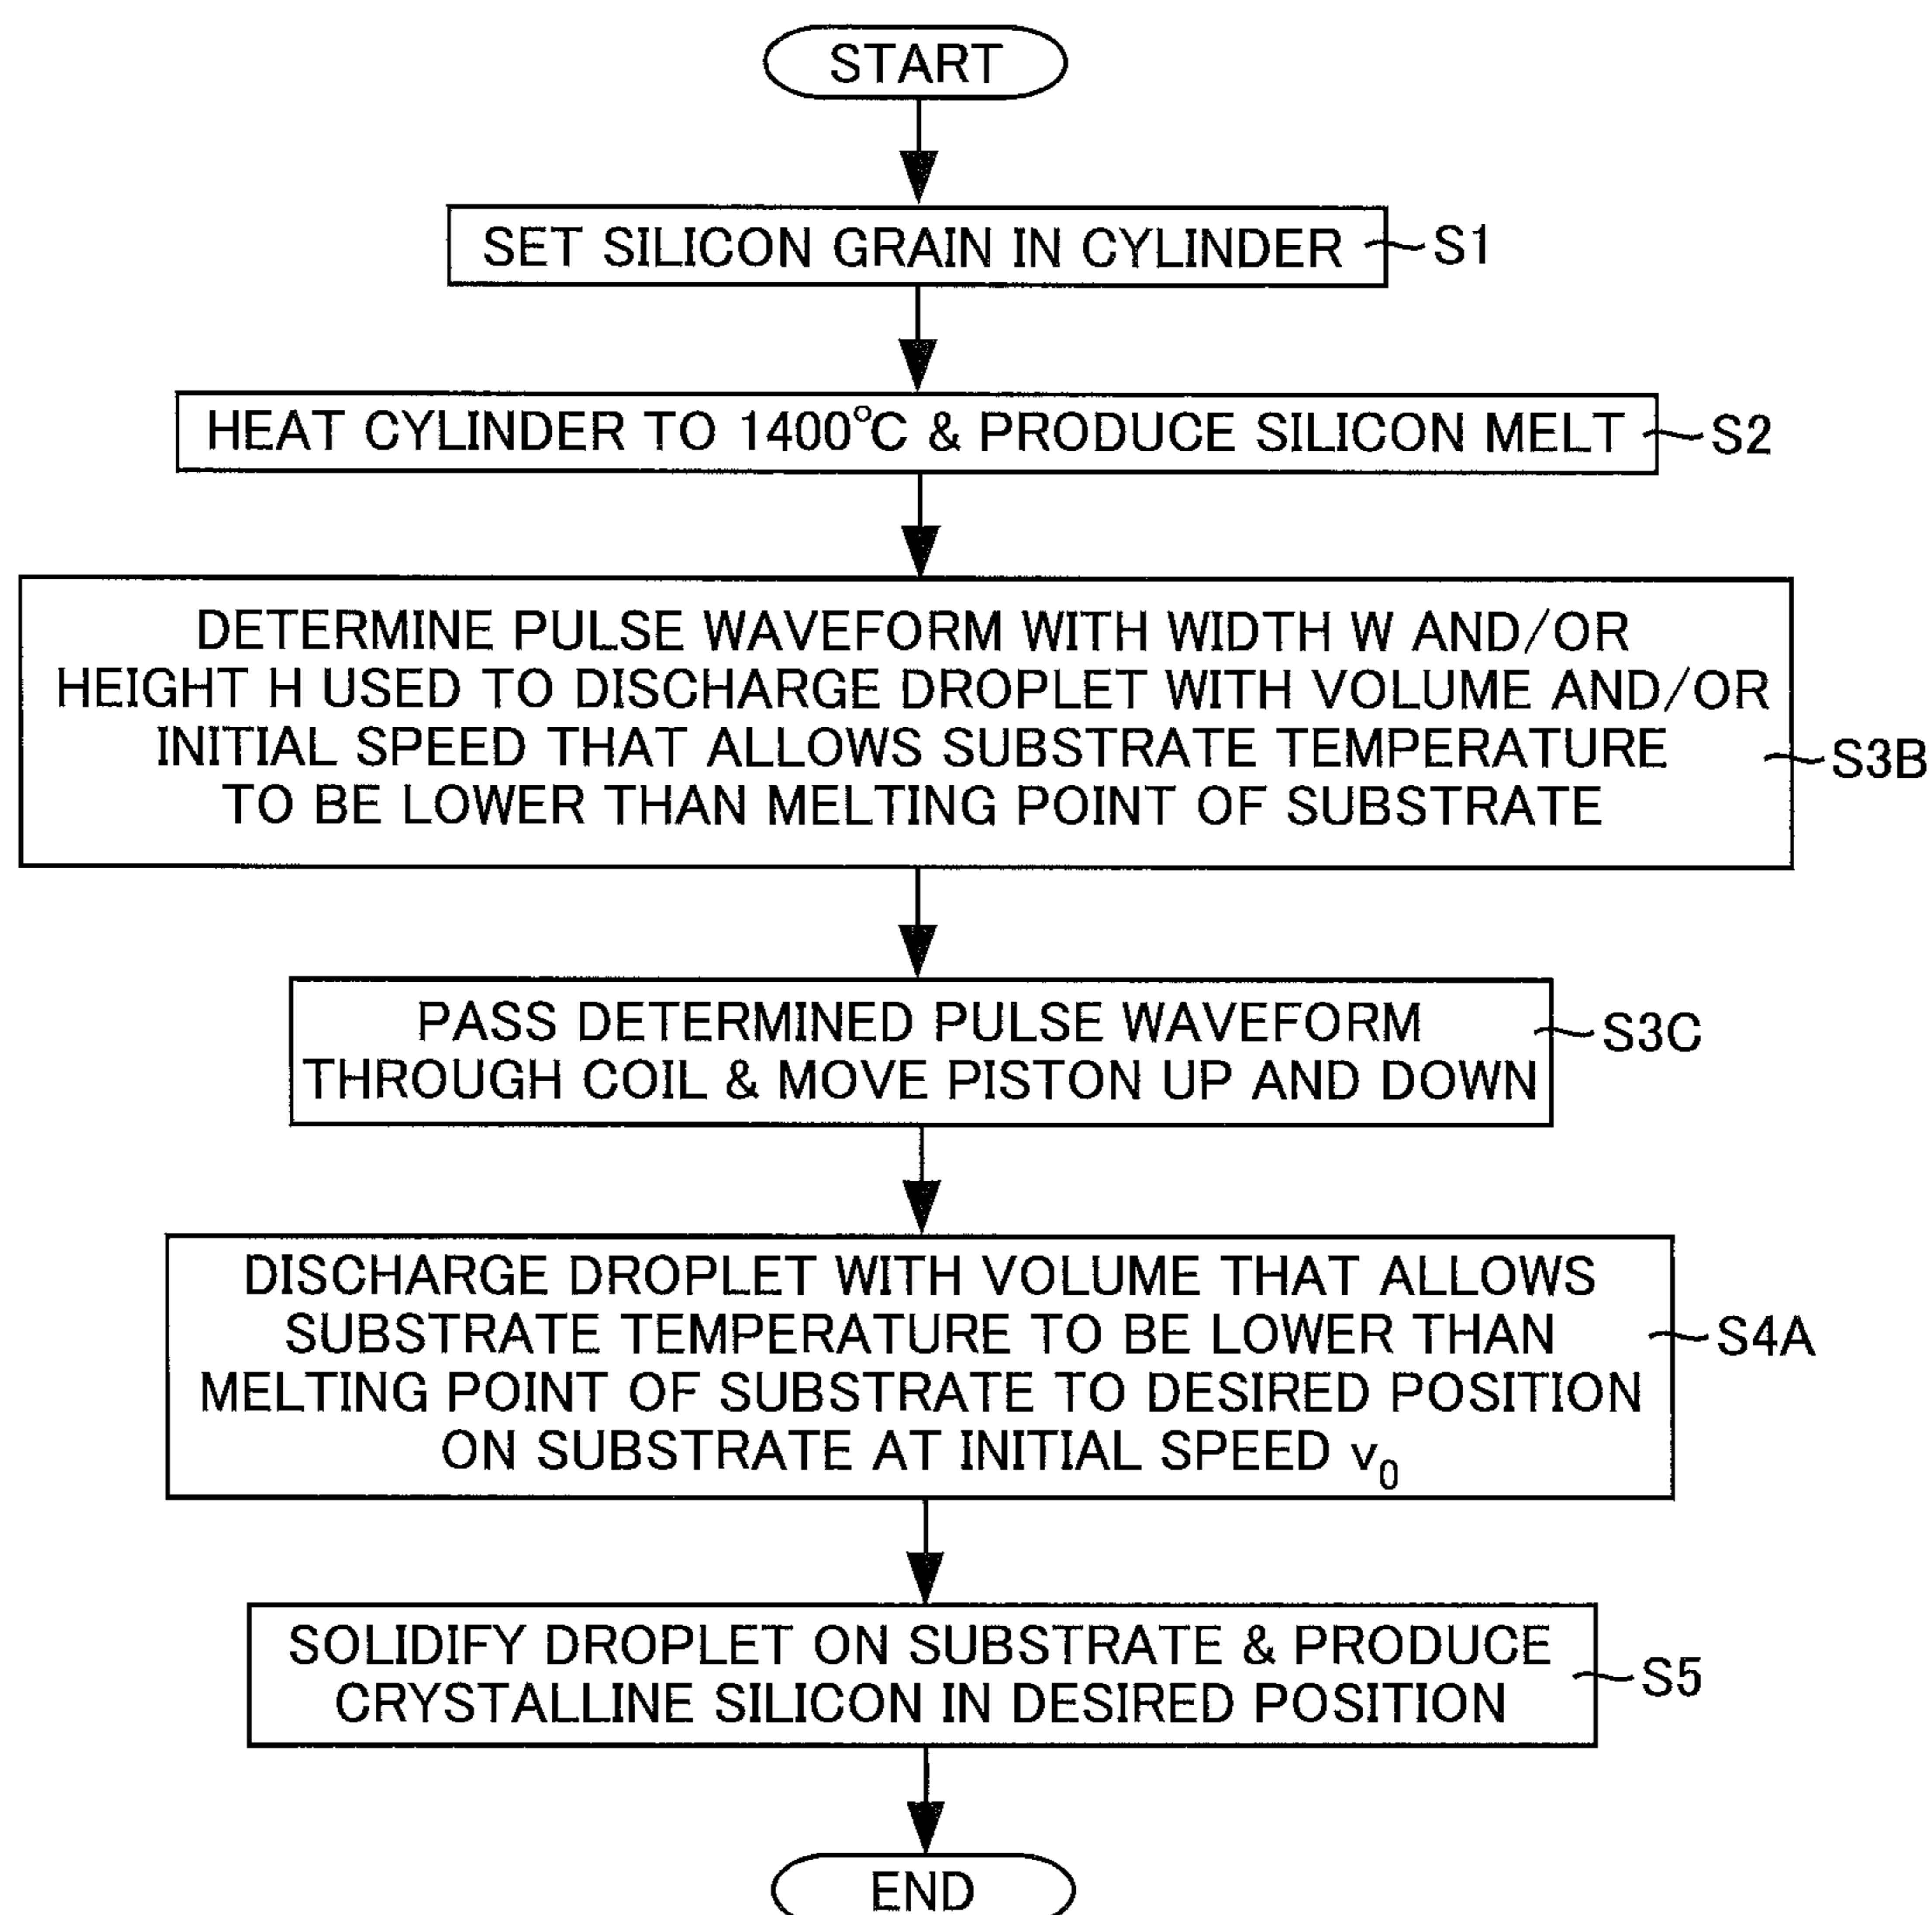 START
SET SILICON GRAIN IN CYLINDER
S1
HEAT CYLINDER TO 1400°C & PRODUCE SILICON MELT
S2
DETERMINE PULSE WAVEFORM WITH WIDTH W AND/OR
HEIGHT H USED TO DISCHARGE DROPLET WITH VOLUME AND/OR
INITIAL SPEED THAT ALLOWS SUBSTRATE TEMPERATURE
TO BE LOWER THAN MELTING POINT OF SUBSTRATE
S3B
PASS DETERMINED PULSE WAVEFORM
THROUGH COIL & MOVE PISTON UP AND DOWN
S3C
DISCHARGE DROPLET WITH VOLUME THAT ALLOWS
SUBSTRATE TEMPERATURE TO BE LOWER THAN
MELTING POINT OF SUBSTRATE TO DESIRED POSITION
ON SUBSTRATE AT INITIAL SPEED v₀
S4A
SOLIDIFY DROPLET ON SUBSTRATE & PRODUCE
CRYSTALLINE SILICON IN DESIRED POSITION
S5
END